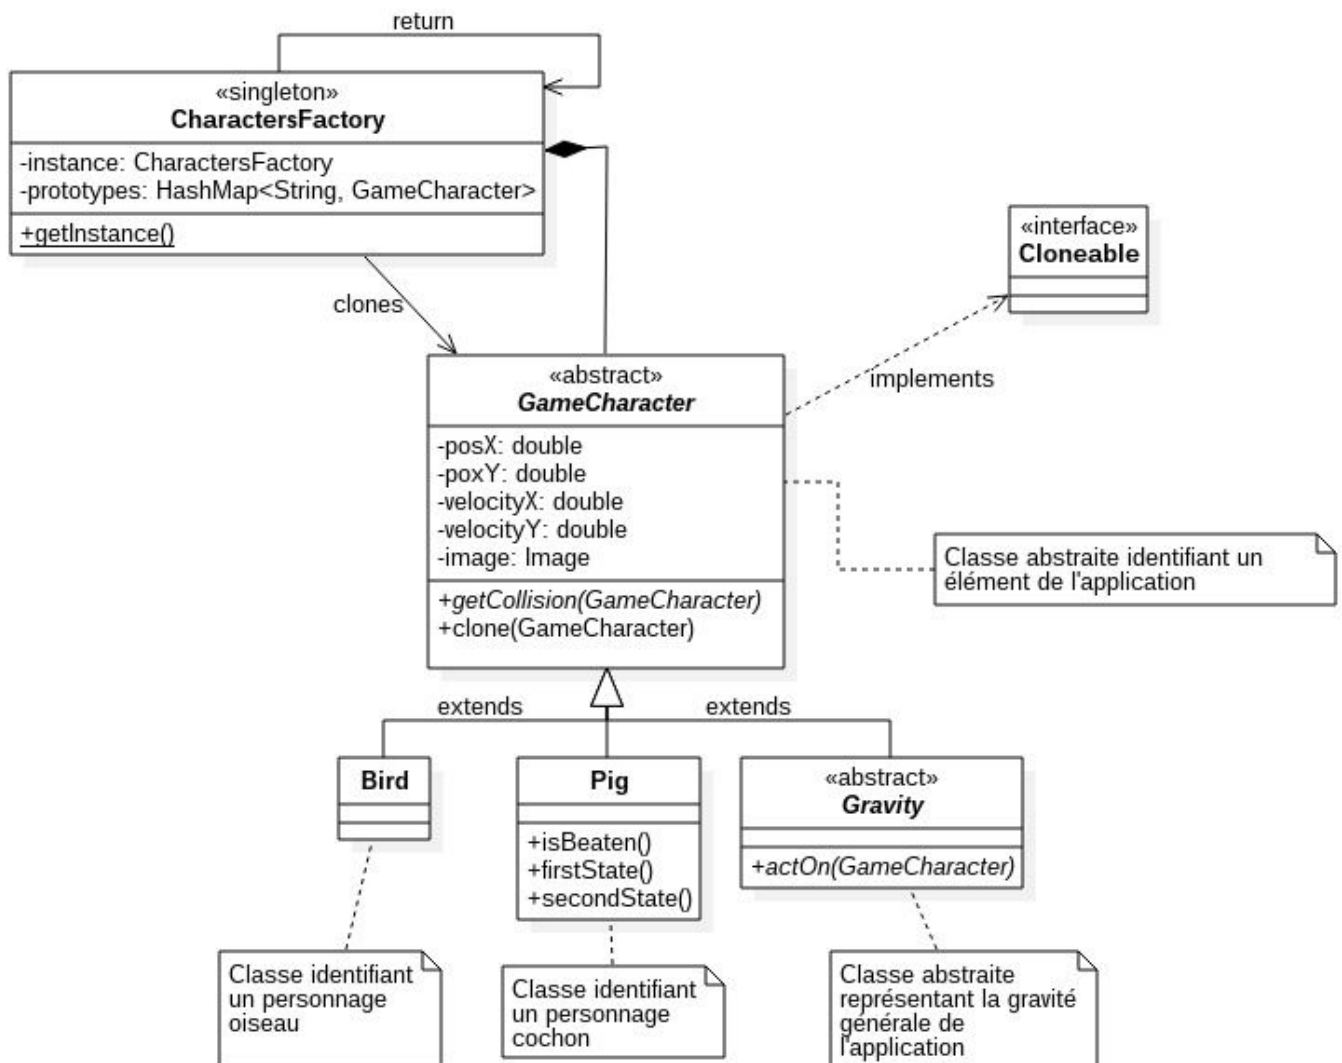 return
«singleton»
CharactersFactory
-instance: CharactersFactory
-prototypes: HashMap<String, GameCharacter>
+getInstance()
«interface»
Cloneable
clones
implements
«abstract»
GameCharacter
-posX: double
-poxY: double
-velocityX: double
-velocityY: double
-image: Image
+getCollision(GameCharacter)
+clone(GameCharacter)
Classe abstraite identifiant un
élément de l'application
extends
extends
Bird
Pig
+isBeaten()
+firstState()
+secondState()
«abstract»
Gravity
+actOn(GameCharacter)
Classe identifiant
un personnage
oiseau
Classe identifiant
un personnage
cochon
Classe abstraite
représentant la gravité
générale de
l'application